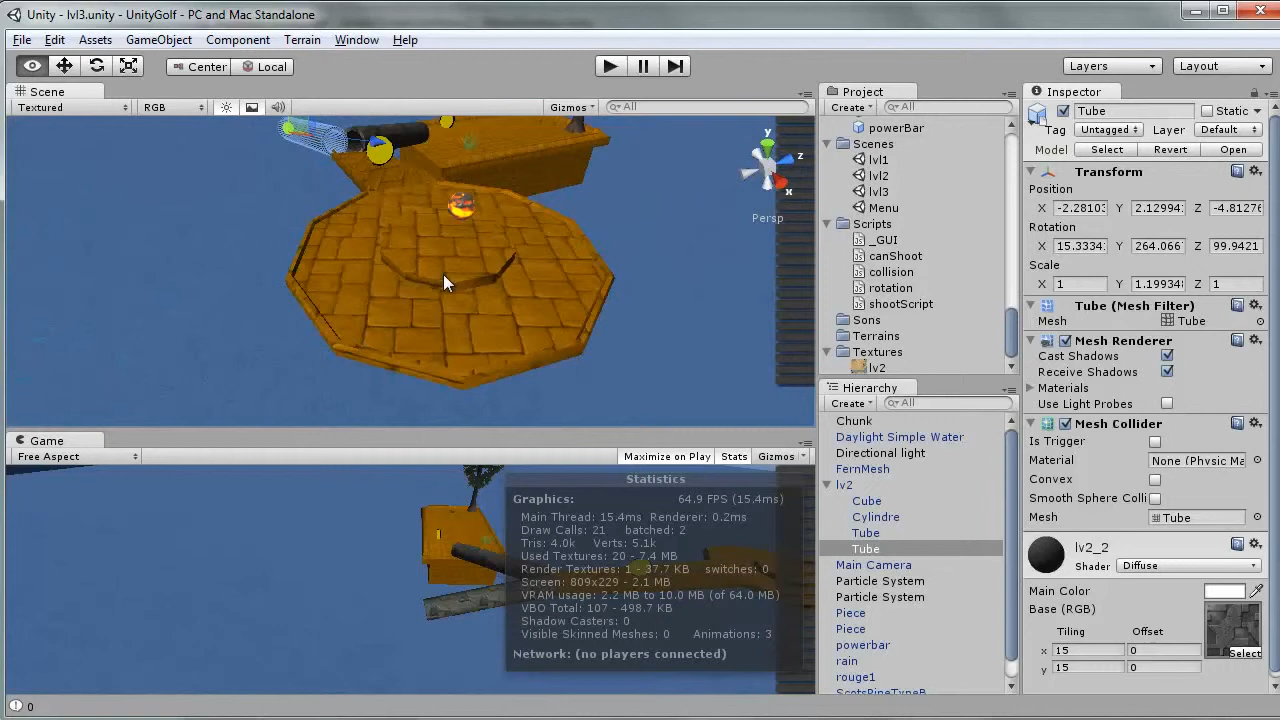 Unity - lvl3.unity - UnityGolf - PC and Mac Standalone
File Edit Assets GameObject Component Terrain Window Help
Center Local Layers Layout
Scene
Textured RGB Gizmos All
y
z
x
Persp
Game
Free Aspect Maximize on Play Stats Gizmos
Statistics
Graphics: 64.9 FPS (15.4ms)
Main Thread: 15.4ms Renderer: 0.2ms
Draw Calls: 21 batched: 2
Tris: 4.0k Verts: 5.1k
Used Textures: 20 - 7.4 MB
Render Textures: 1 - 37.7 KB switches: 0
Screen: 809x229 - 2.1 MB
VRAM usage: 2.2 MB to 10.0 MB (of 64.0 MB)
VBO Total: 107 - 498.7 KB
Shadow Casters: 0
Visible Skinned Meshes: 0 Animations: 3
Network: (no players connected)
Project
Create All
powerBar
Scenes
lvl1
lvl2
lvl3
Menu
Scripts
_GUI
canShoot
collision
rotation
shootScript
Sons
Terrains
Textures
lv2
Hierarchy
Create All
Chunk
Daylight Simple Water
Directional light
FernMesh
lv2
Cube
Cylindre
Tube
Tube
Main Camera
Particle System
Particle System
Piece
Piece
powerbar
rain
rouge1
ScotsPineTypeB
Inspector
Tube Static
Tag Untagged Layer Default
Model Select Revert Open
Transform
Position
X -2.2810 Y 2.12994 Z -4.81276
Rotation
X 15.3334 Y 264.066 Z 99.9421
Scale
X 1 Y 1.19934 Z 1
Tube (Mesh Filter)
Mesh Tube
Mesh Renderer
Cast Shadows
Receive Shadows
Materials
Use Light Probes
Mesh Collider
Is Trigger
Material None (Physic Ma
Convex
Smooth Sphere Colli
Mesh Tube
lv2_2
Shader Diffuse
Main Color
Base (RGB)
Tiling Offset
x 15 0
y 15 0
Select
0